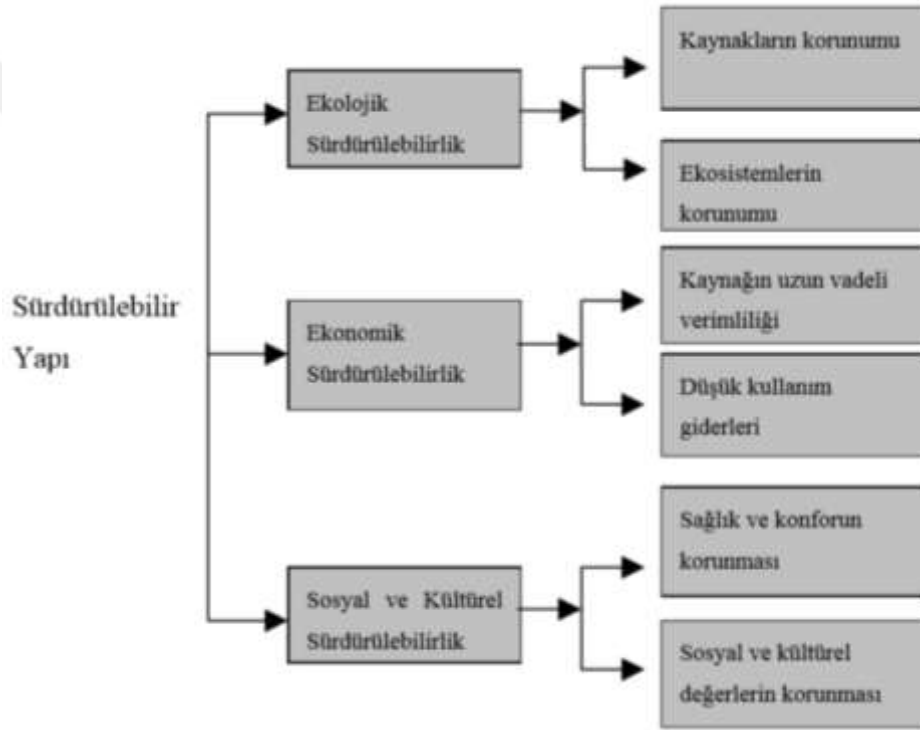 Sürdürülebilir
Yapı
Ekolojik
Sürdürülebilirlik
Kaynakların korunumu
Ekosistemlerin
korunumu
Ekonomik
Sürdürülebilirlik
Kaynağın uzun vadeli
verimliliği
Düşük kullanım
giderleri
Sosyal ve Kültürel
Sürdürülebilirlik
Sağlık ve konforun
korunması
Sosyal ve kültürel
değerlerin korunması